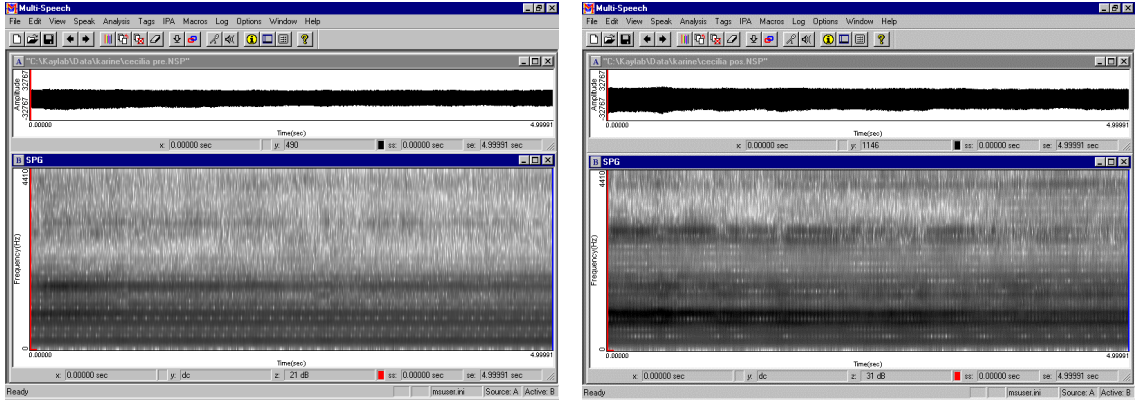 Multi-Speech
File Edit View Speak Analysis Tags IPA Macros Log Options Window Help
A "C:\Kaylab\Data\karine\cecilia pre.NSP"
Amplitude
-32767 32767
0.00000 4.99991
Time(sec)
x: 0.00000 sec y: 490 ss: 0.00000 sec se: 4.99991 sec
B SPG
4410
Frequency(Hz)
0
0.00000 4.99991
Time(sec)
x: 0.00000 sec y: dc z: 21 dB ss: 0.00000 sec se: 4.99991 sec
Ready msuser.ini Source: A Active: B
Multi-Speech
File Edit View Speak Analysis Tags IPA Macros Log Options Window Help
A "C:\Kaylab\Data\karine\cecilia pos.NSP"
Amplitude
-32767 32767
0.00000 4.99991
Time(sec)
x: 0.00000 sec y: 1146 ss: 0.00000 sec se: 4.99991 sec
B SPG
4410
Frequency(Hz)
0
0.00000 4.99991
Time(sec)
x: 0.00000 sec y: dc z: 31 dB ss: 0.00000 sec se: 4.99991 sec
Ready msuser.ini Source: A Active: B